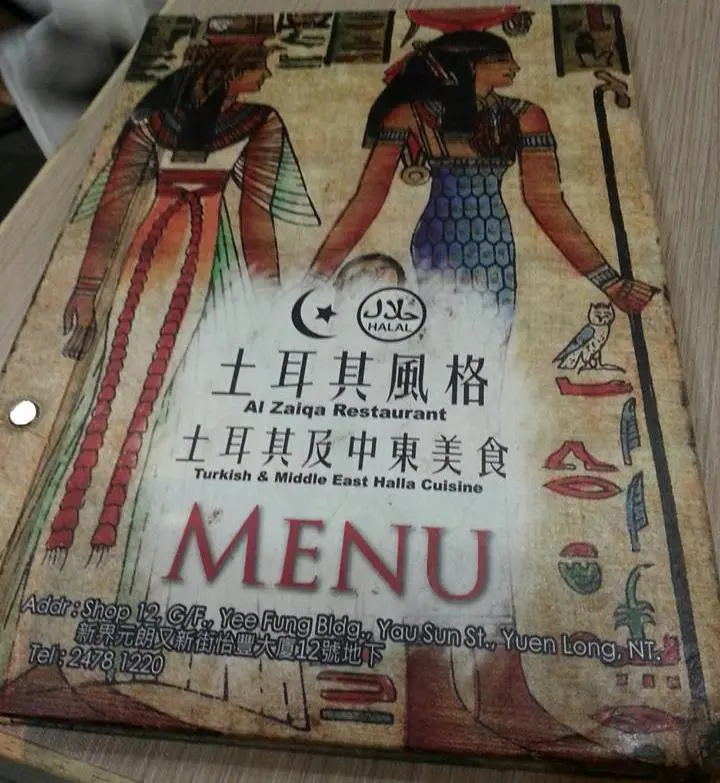 حلال
HALAL
土耳其風格
Al Zaiqa Restaurant
土耳其及中東美食
Turkish & Middle East Halla Cuisine
MENU
Addr : Shop 12, G/F., Yee Fung Bldg., Yau Sun St., Yuen Long, NT.
新界元朗又新街怡豐大廈12號地下
Tel : 2478 1220